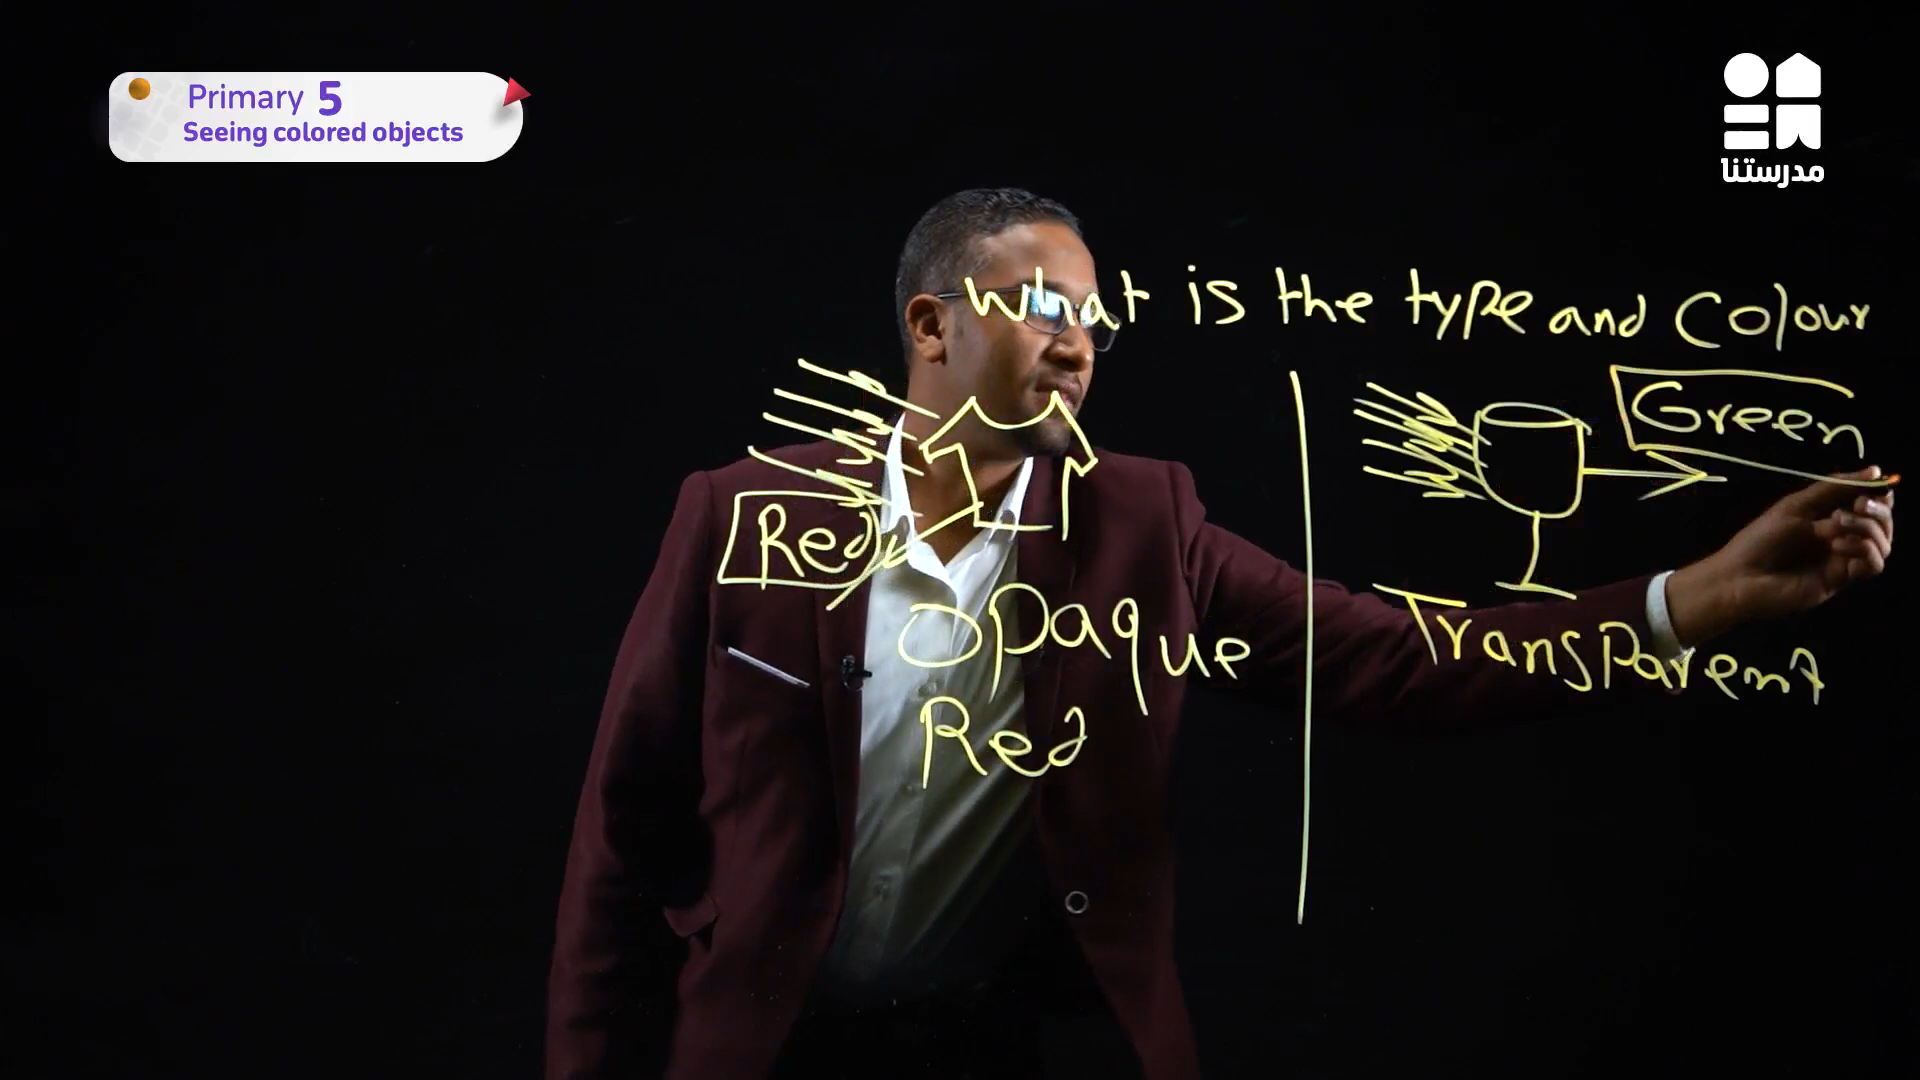 Primary 5
Seeing colored objects
مدرستنا
What is the type and Colour
Red
Opaque
Red
Green
Transparent